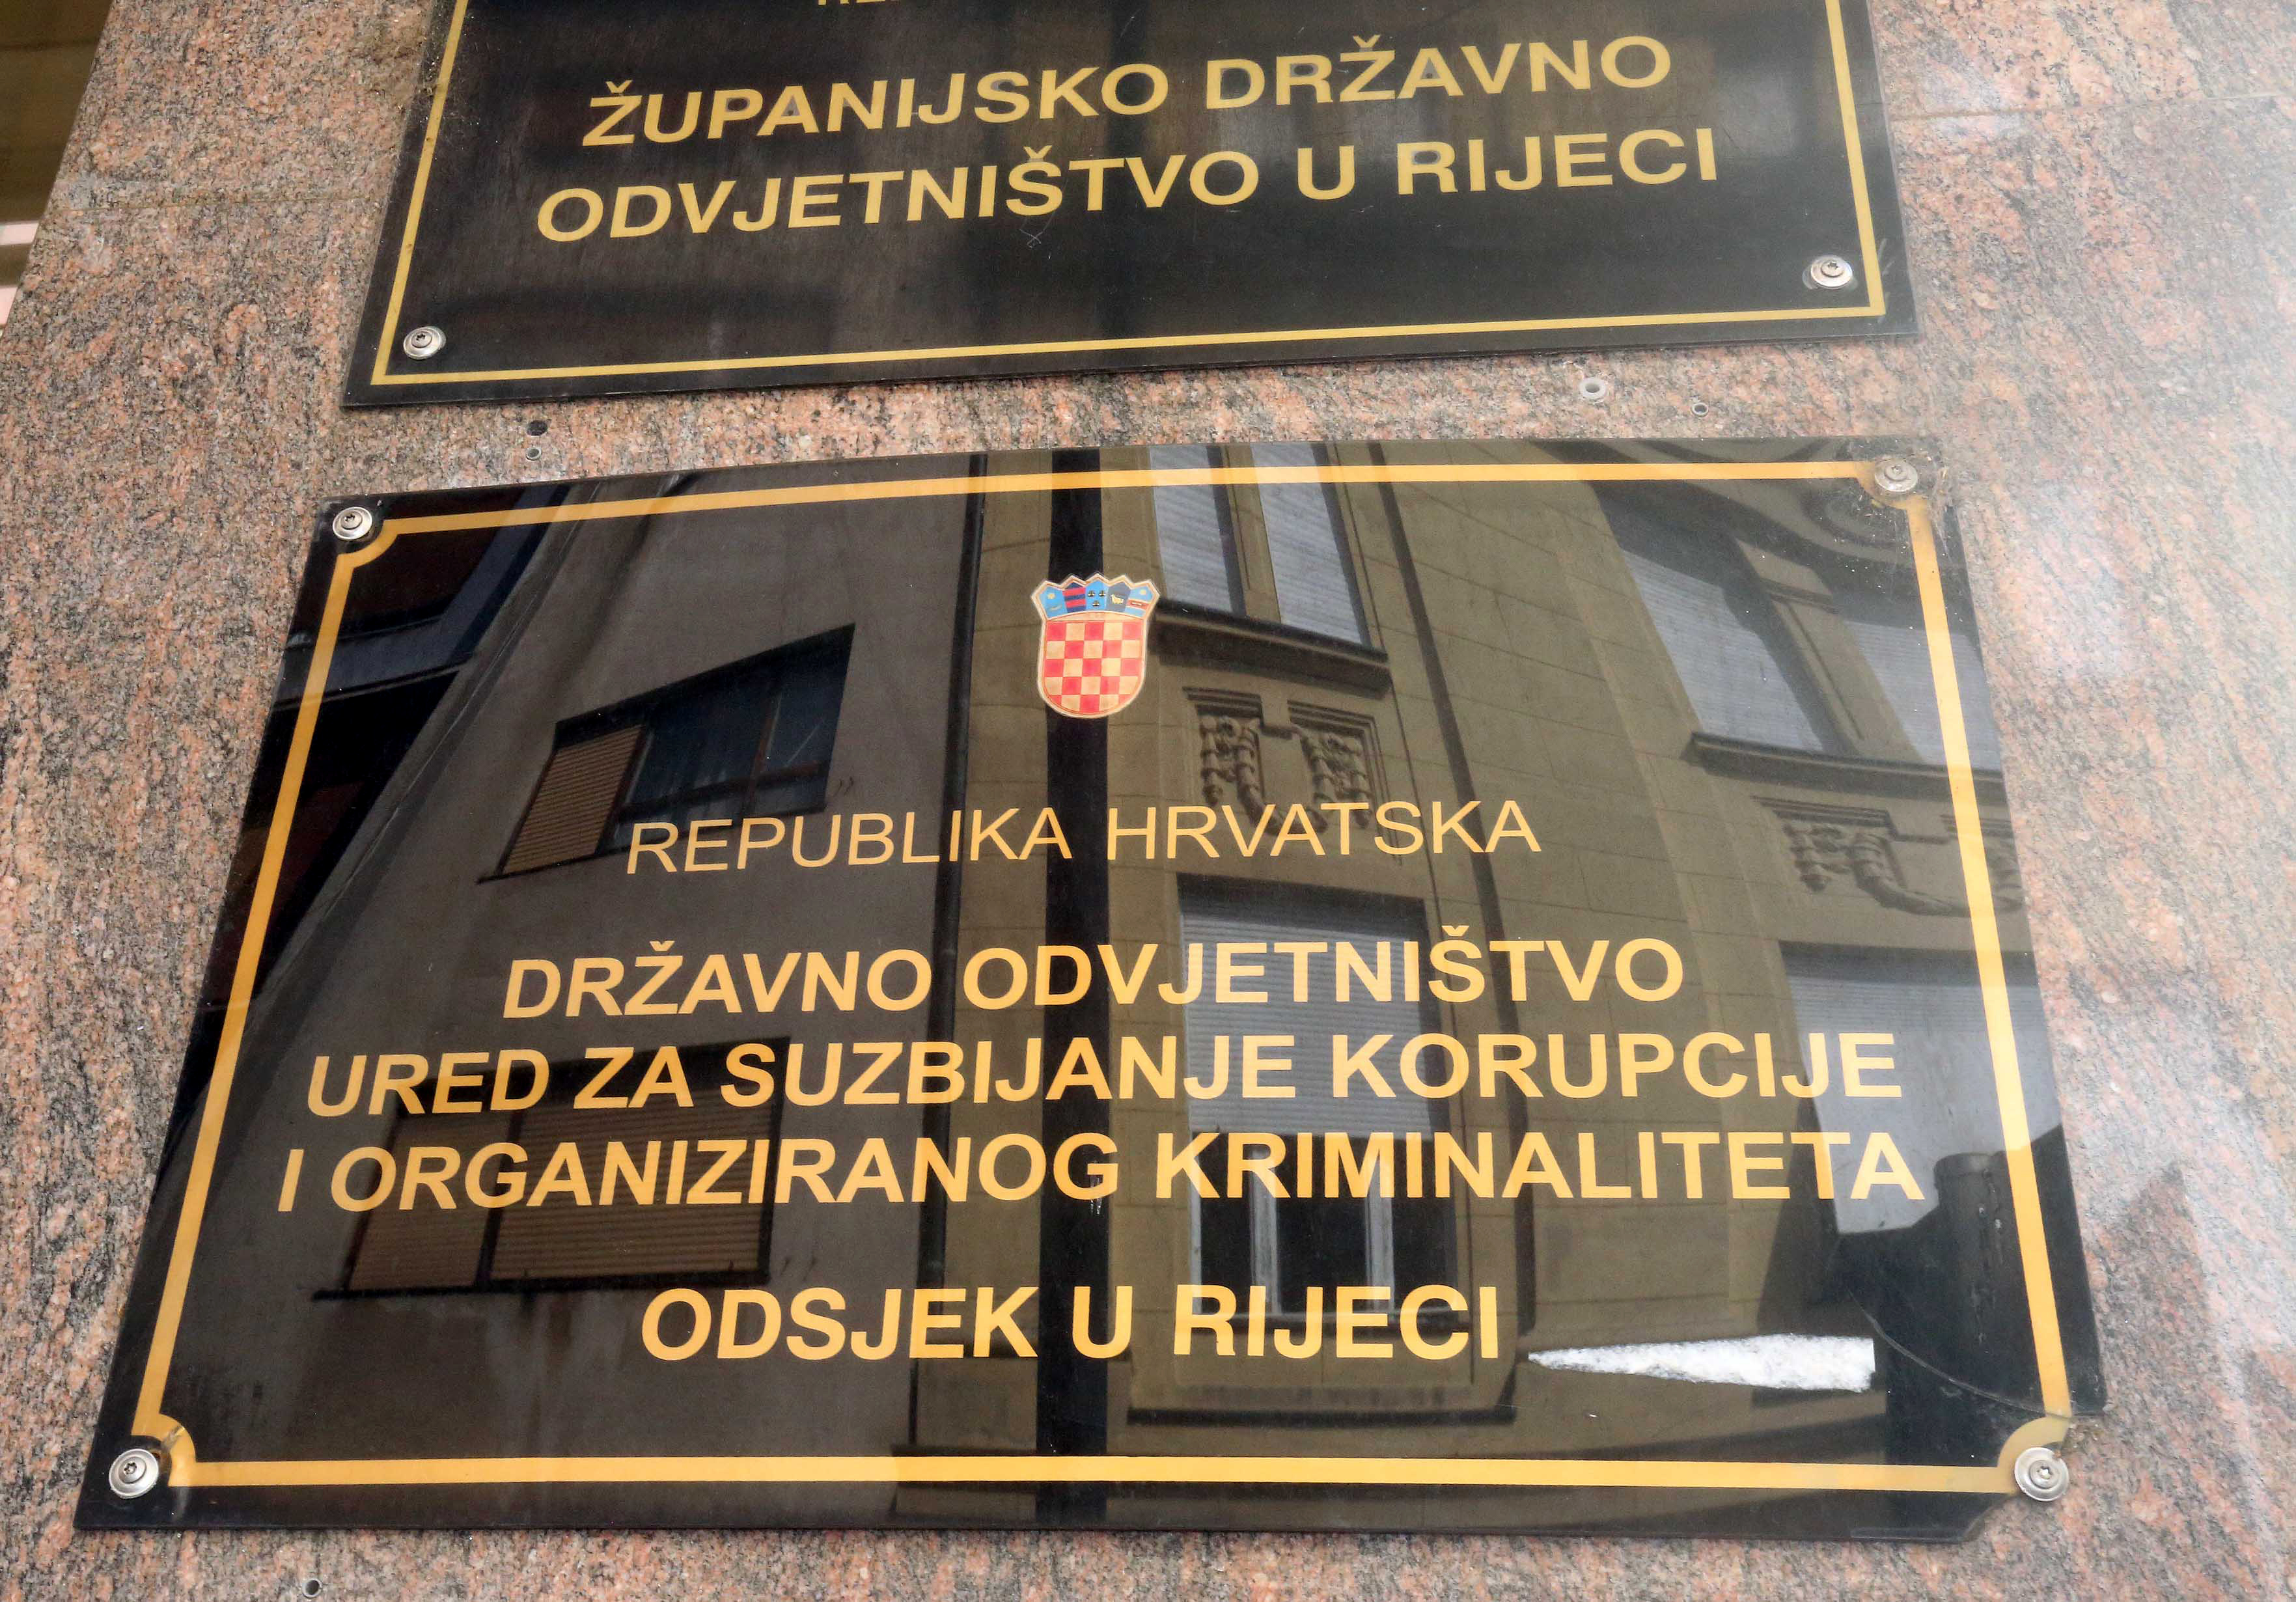 ŽUPANIJSKO DRŽAVNO
ODVJETNIŠTVO U RIJECI
REPUBLIKA HRVATSKA
DRŽAVNO ODVJETNIŠTVO
URED ZA SUZBIJANJE KORUPCIJE
I ORGANIZIRANOG KRIMINALITETA
ODSJEK U RIJECI